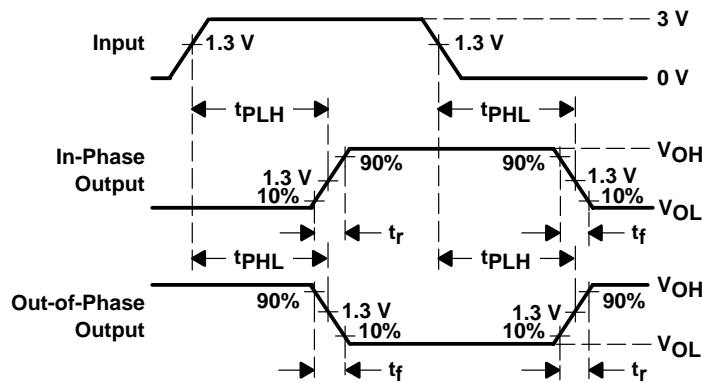 3 V
Input
1.3 V
1.3 V
0 V
tPLH
tPHL
In-Phase
Output
VOH
90%
90%
1.3 V
1.3 V
10%
10%
VOL
tr
tf
tPHL
tPLH
Out-of-Phase
Output
VOH
90%
90%
1.3 V
1.3 V
10%
10%
VOL
tf
tr